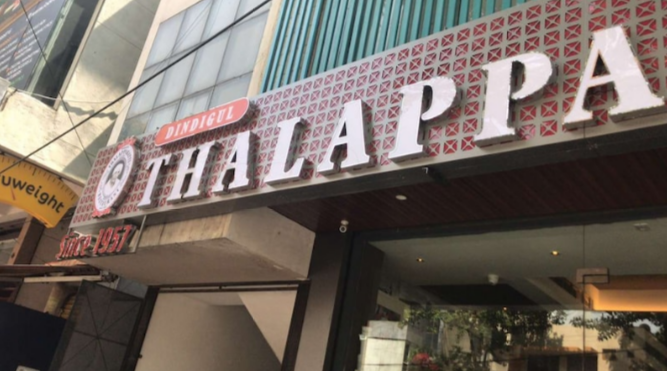 DINDIGUL
THALAPPA
Since 1957
uweight